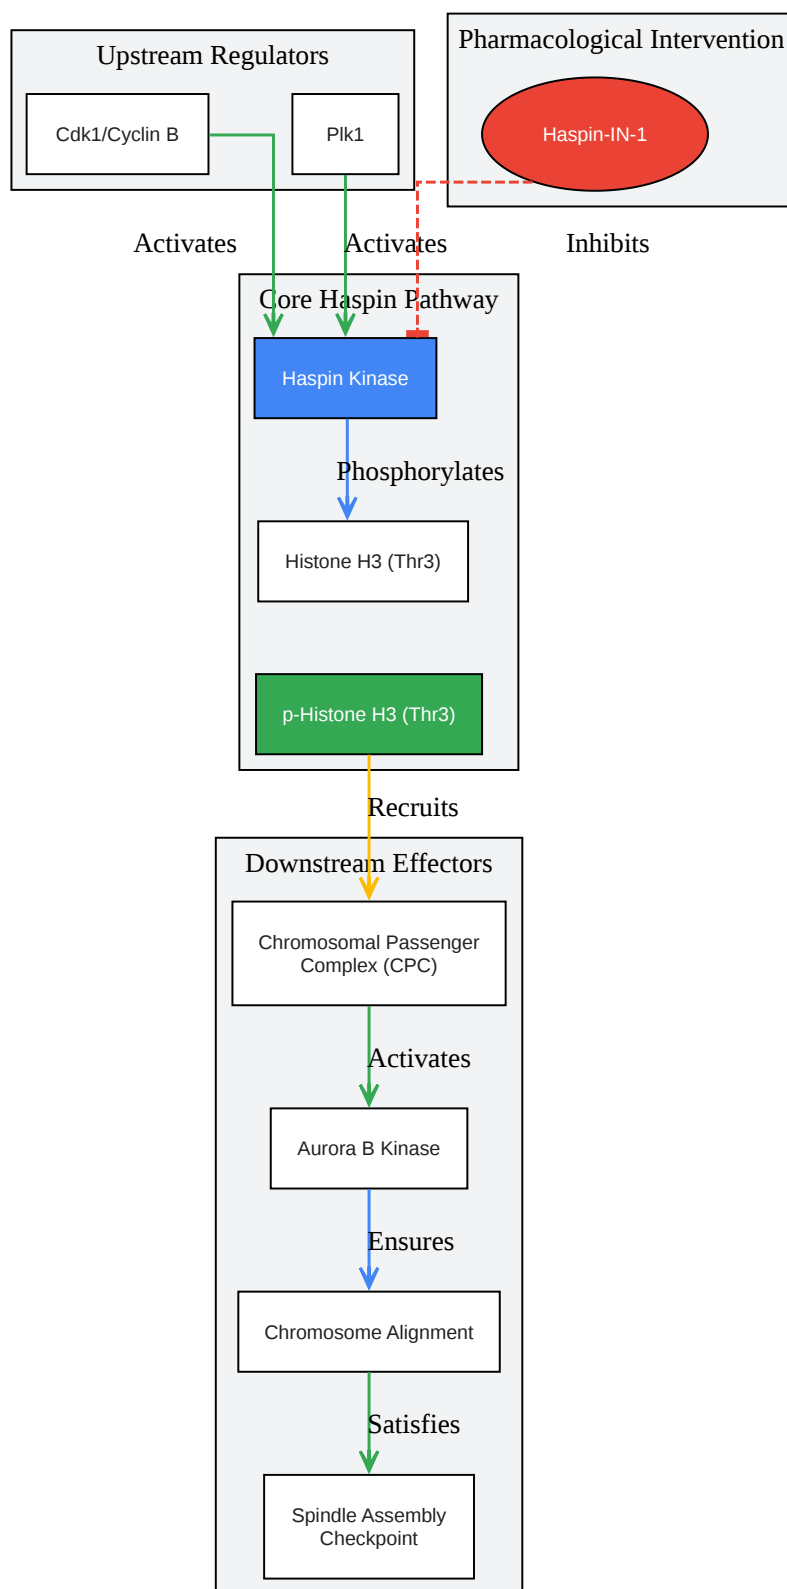 Upstream Regulators
Pharmacological Intervention
Cdk1/Cyclin B
Plk1
Haspin-IN-1
Activates
Activates
Inhibits
Core Haspin Pathway
Haspin Kinase
Phosphorylates
Histone H3 (Thr3)
p-Histone H3 (Thr3)
Recruits
Downstream Effectors
Chromosomal Passenger
Complex (CPC)
Activates
Aurora B Kinase
Ensures
Chromosome Alignment
Satisfies
Spindle Assembly
Checkpoint